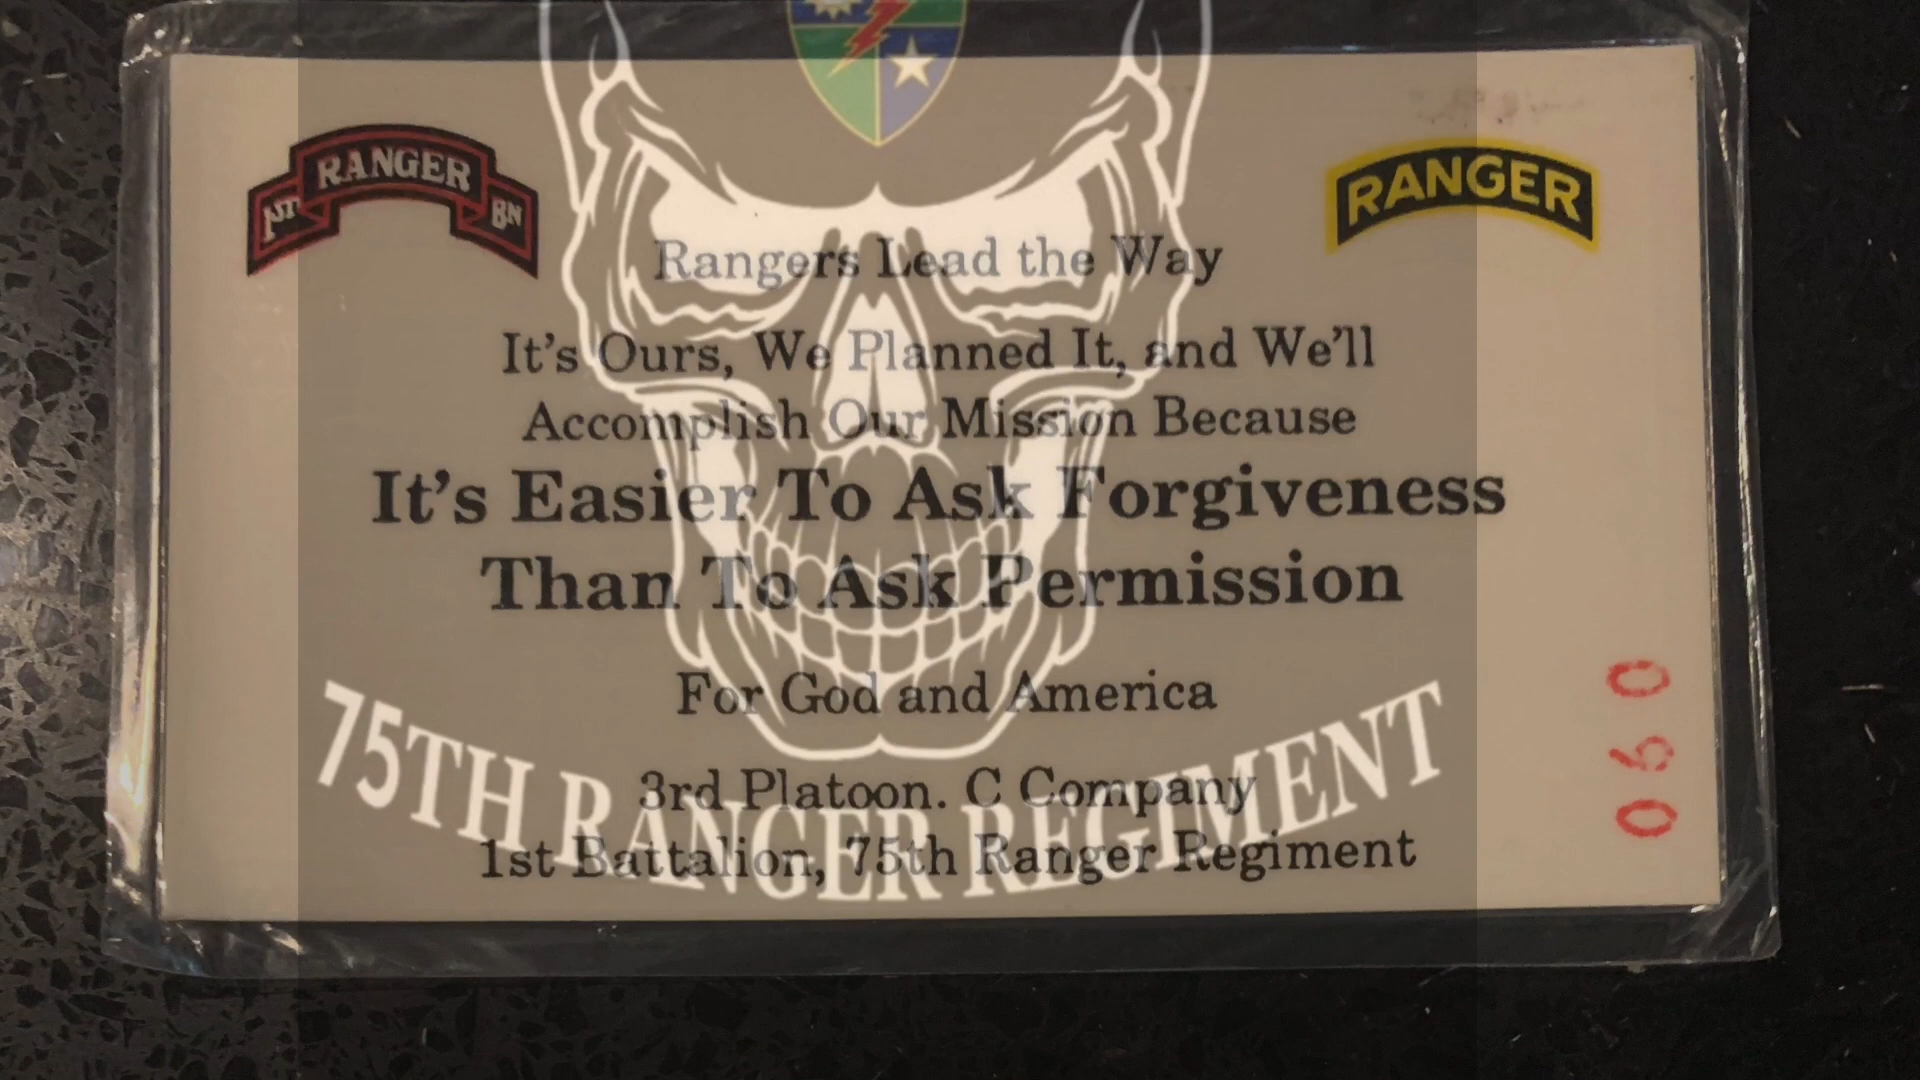 RANGER
1ST
BN
RANGER
Rangers Lead the Way
It's Ours, We Planned It, and We'll
Accomplish Our Mission Because
It's Easier To Ask Forgiveness
Than To Ask Permission
For God and America
3rd Platoon. C Company
1st Battalion, 75th Ranger Regiment
75TH RANGER REGIMENT
060